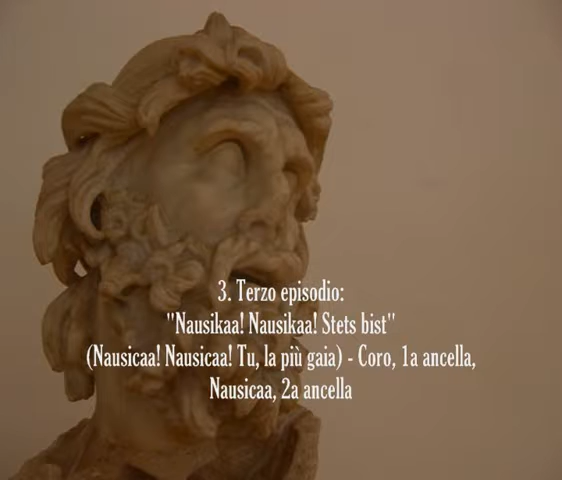 3. Terzo episodio:
"Nausikaa! Nausikaa! Stets bist"
(Nausicaa! Nausicaa! Tu, la più gaia) - Coro, 1a ancella,
Nausicaa, 2a ancella